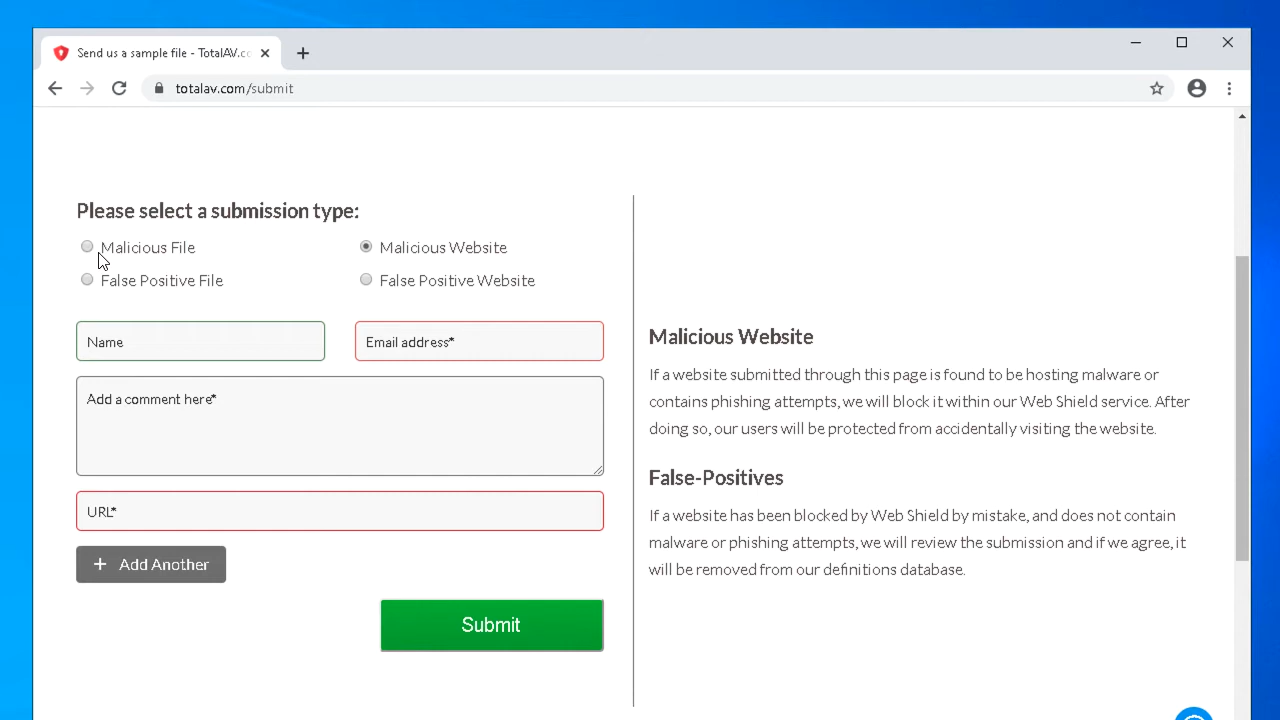 Send us a sample file - TotalAV.cc
totalav.com/submit
Please select a submission type:
Malicious File
Malicious Website
False Positive File
False Positive Website
Name
Email address*
Add a comment here*
URL*
+ Add Another
Submit
Malicious Website
If a website submitted through this page is found to be hosting malware or
contains phishing attempts, we will block it within our Web Shield service. After
doing so, our users will be protected from accidentally visiting the website.
False-Positives
If a website has been blocked by Web Shield by mistake, and does not contain
malware or phishing attempts, we will review the submission and if we agree, it
will be removed from our definitions database.